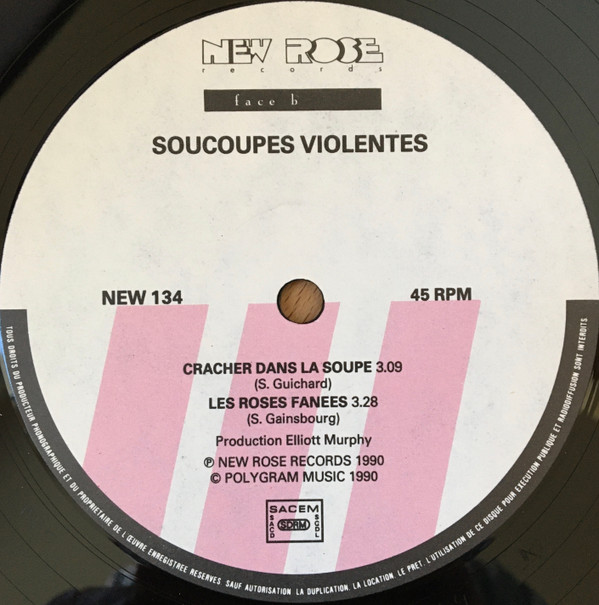 NEW ROSE
records
face b
SOUCOUPES VIOLENTES
NEW 134
45 RPM
CRACHER DANS LA SOUPE 3.09
(S. Guichard)
LES ROSES FANEES 3.28
(S. Gainsbourg)
Production Elliott Murphy
℗ NEW ROSE RECORDS 1990
© POLYGRAM MUSIC 1990
SACEM
SACD
SDRM
SGDL
TOUS DROITS DU PRODUCTEUR PHONOGRAPHIQUE ET DU PROPRIETAIRE DE L'ŒUVRE ENREGISTREE RESERVES SAUF AUTORISATION LA DUPLICATION, LA LOCATION, LE PRET, L'UTILISATION DE CE DISQUE POUR EXECUTION PUBLIQUE ET RADIODIFFUSION SONT INTERDITS